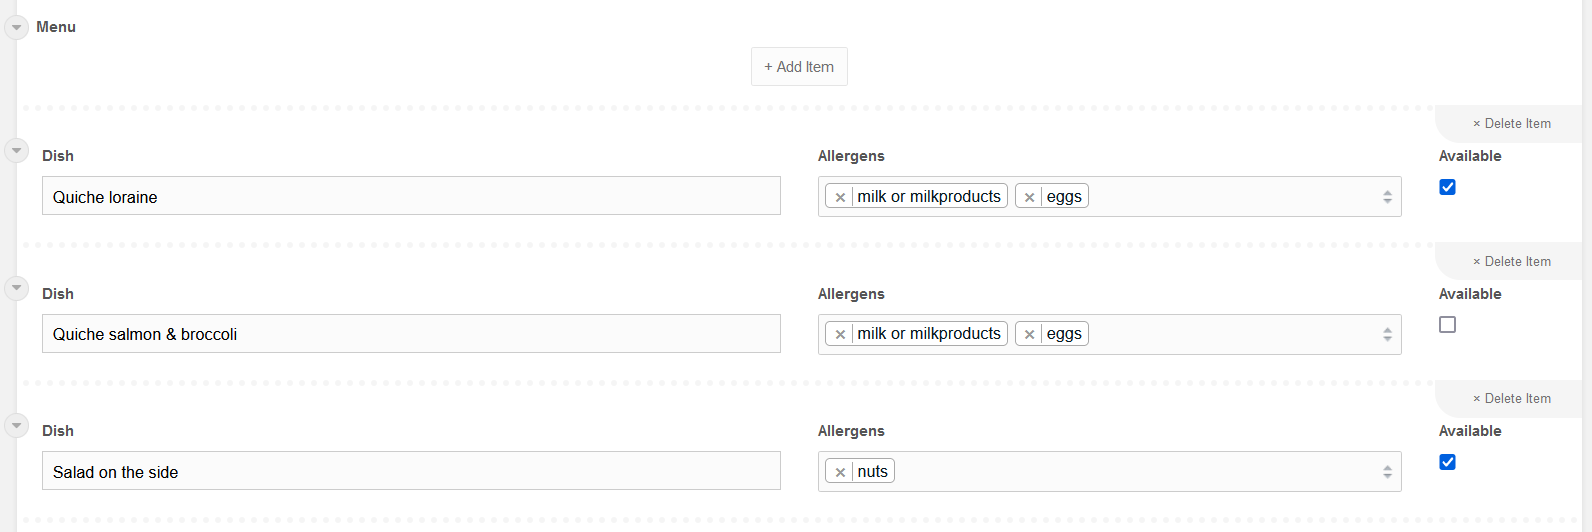 Menu
+ Add Item
× Delete Item
Dish Allergens Available
Quiche loraine × milk or milkproducts × eggs
× Delete Item
Dish Allergens Available
Quiche salmon & broccoli × milk or milkproducts × eggs
× Delete Item
Dish Allergens Available
Salad on the side × nuts